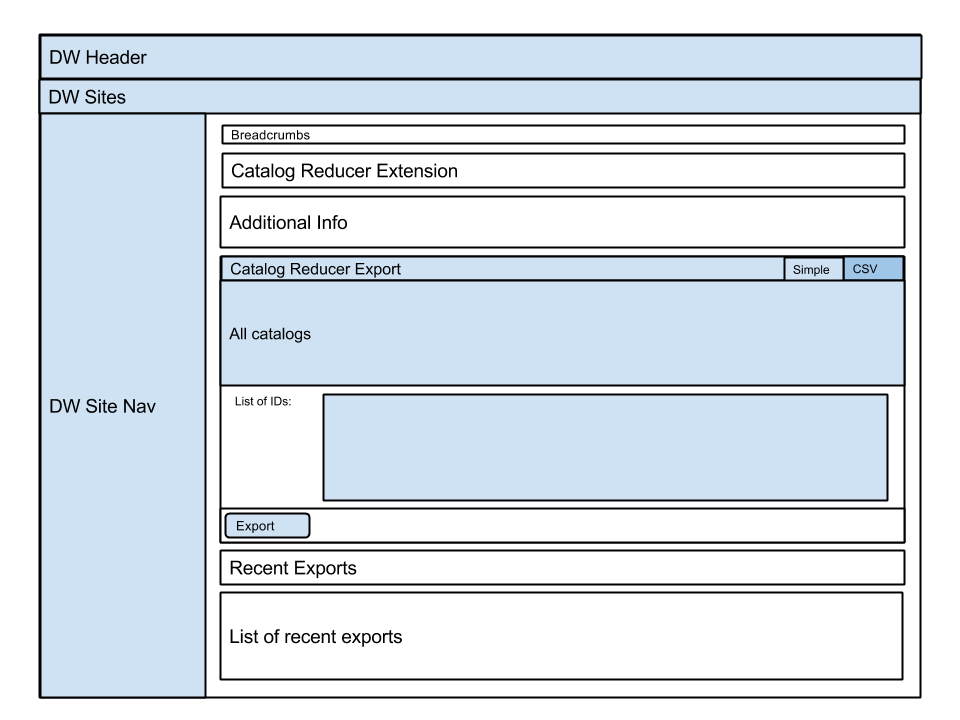 DW Header
DW Sites
DW Site Nav
Breadcrumbs
Catalog Reducer Extension
Additional Info
Catalog Reducer Export
Simple
CSV
All catalogs
List of IDs:
Export
Recent Exports
List of recent exports